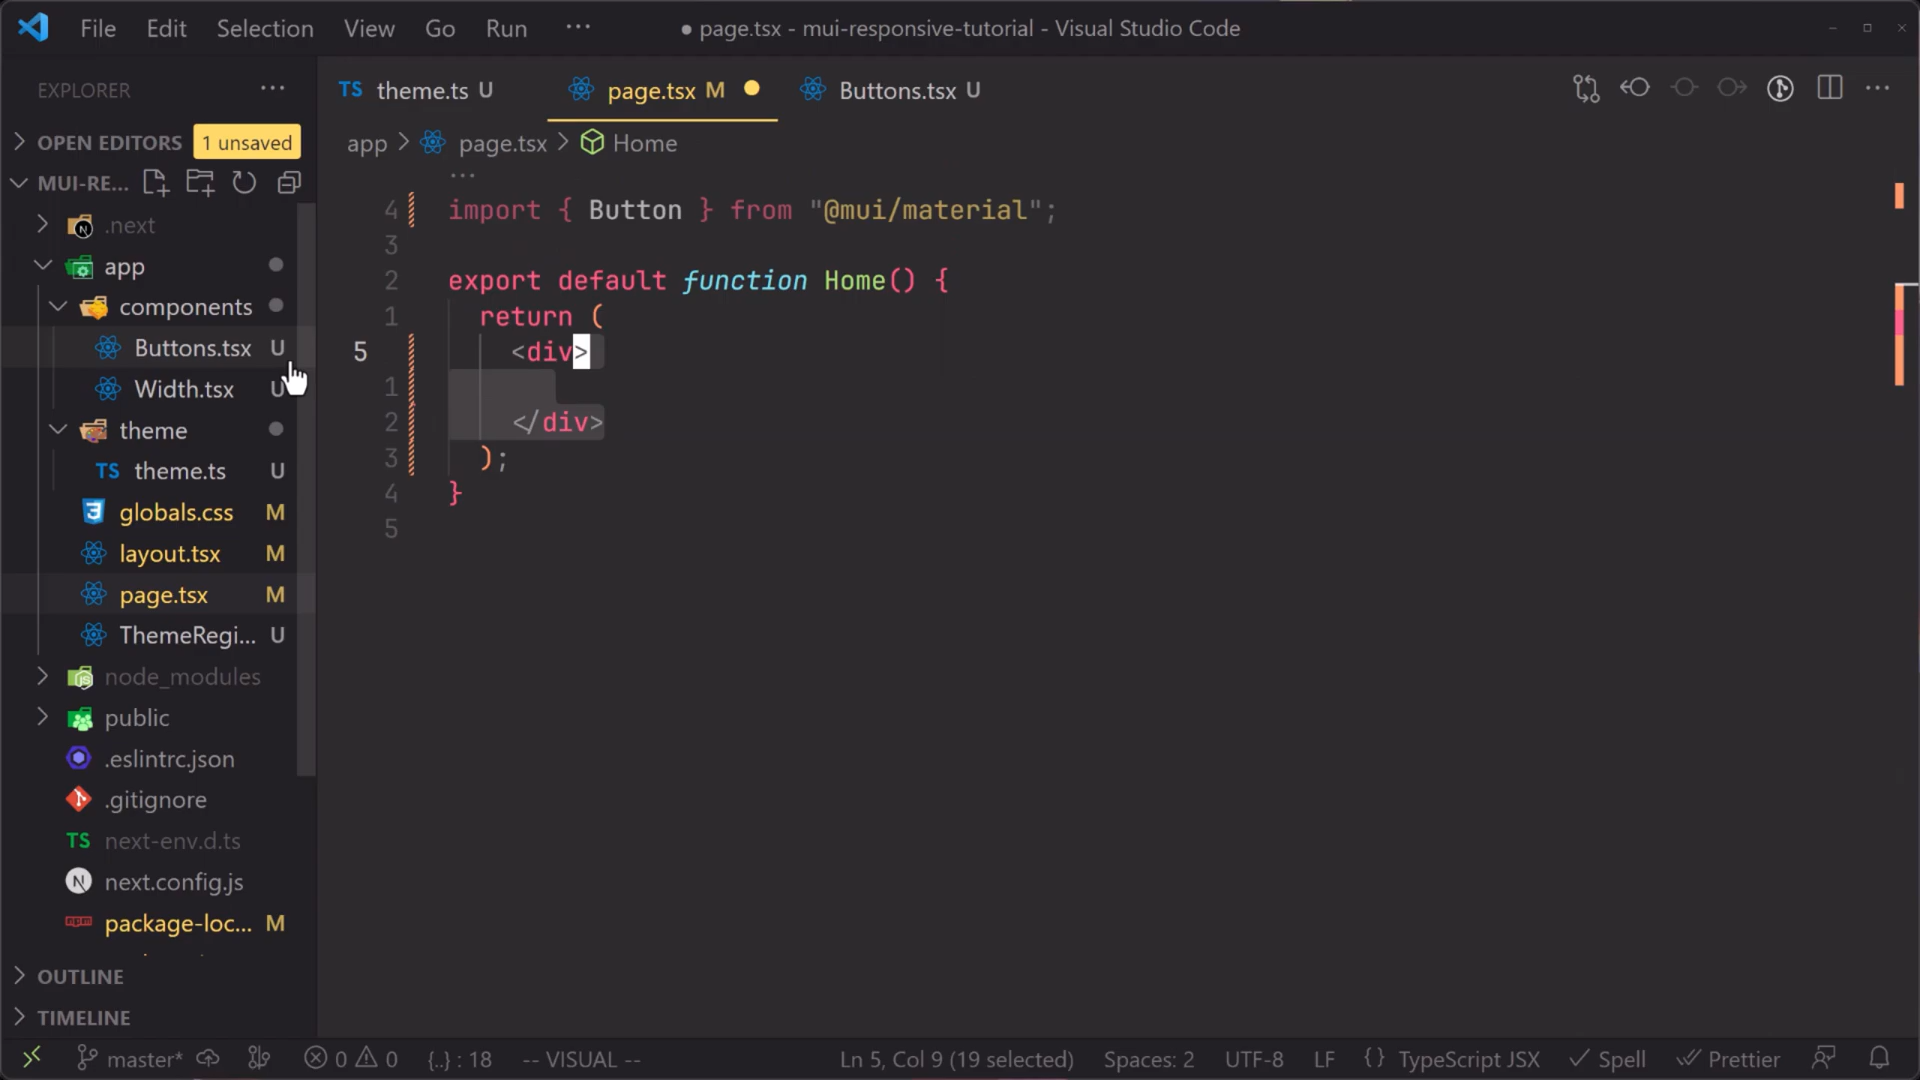 File Edit Selection View Go Run ···
● page.tsx - mui-responsive-tutorial - Visual Studio Code
EXPLORER ···
OPEN EDITORS 1 unsaved
MUI-RE...
.next
app
components
Buttons.tsx U
Width.tsx U
theme
TS theme.ts U
globals.css M
layout.tsx M
page.tsx M
ThemeRegi... U
node_modules
public
.eslintrc.json
.gitignore
TS next-env.d.ts
N next.config.js
npm package-loc... M
OUTLINE
TIMELINE
TS theme.ts U
page.tsx M
Buttons.tsx U
app > page.tsx > Home
···
4 import { Button } from "@mui/material";
3
2 export default function Home() {
1 return (
5 <div>
1
2 </div>
3 );
4 }
5
master* 0 0 {..} : 18 -- VISUAL -- Ln 5, Col 9 (19 selected) Spaces: 2 UTF-8 LF {} TypeScript JSX Spell Prettier